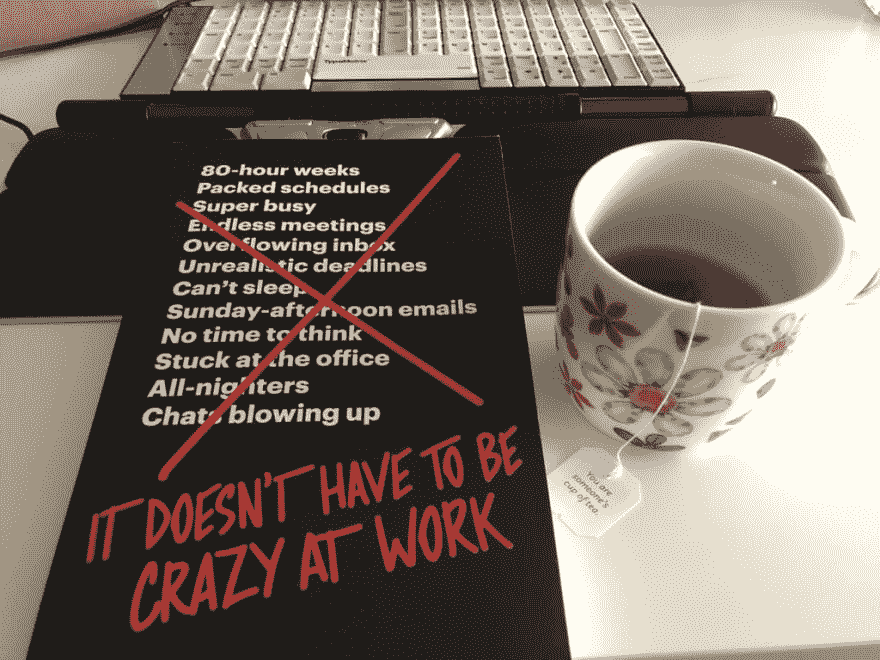 80-hour weeks
Packed schedules
Super busy
Endless meetings
Overflowing inbox
Unrealistic deadlines
Can't sleep
Sunday-afternoon emails
No time to think
Stuck at the office
All-nighters
Chats blowing up
IT DOESN'T HAVE TO BE
CRAZY AT WORK
You are
someone's
cup of tea.